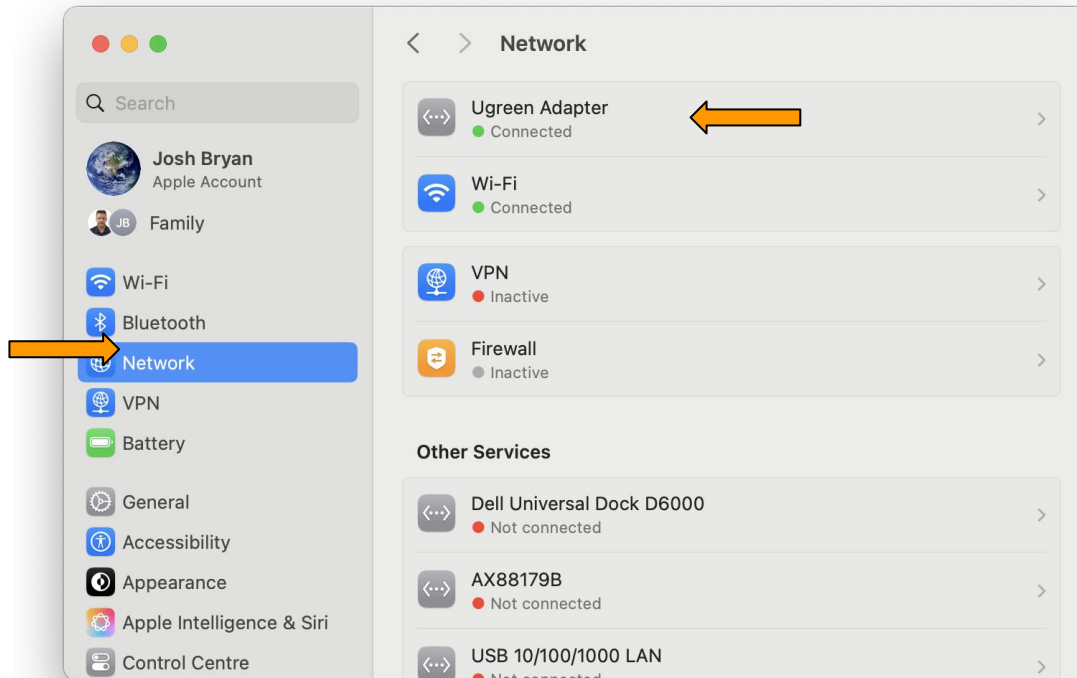 Network
Search
Josh Bryan
Apple Account
JB
Family
Wi-Fi
Bluetooth
Network
VPN
Battery
General
Accessibility
Appearance
Apple Intelligence & Siri
Control Centre
Ugreen Adapter
Connected
Wi-Fi
Connected
VPN
Inactive
Firewall
Inactive
Other Services
Dell Universal Dock D6000
Not connected
AX88179B
Not connected
USB 10/100/1000 LAN
Not connected